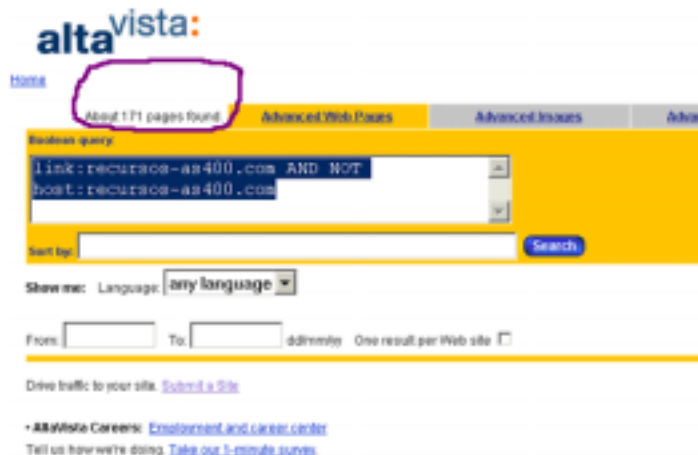 altavista:
Home
About 171 pages found. Advanced Web Pages Advanced Images
Boolean query:
link:recursos-as400.com AND NOT
host:recursos-as400.com
Sort by: Search
Show me: Language: any language
From: To: dd/mm/yy One result per Web site
Drive traffic to your site. Submit a Site
• AltaVista Careers: Employment and career center
Tell us how we're doing. Take our 1-minute survey.